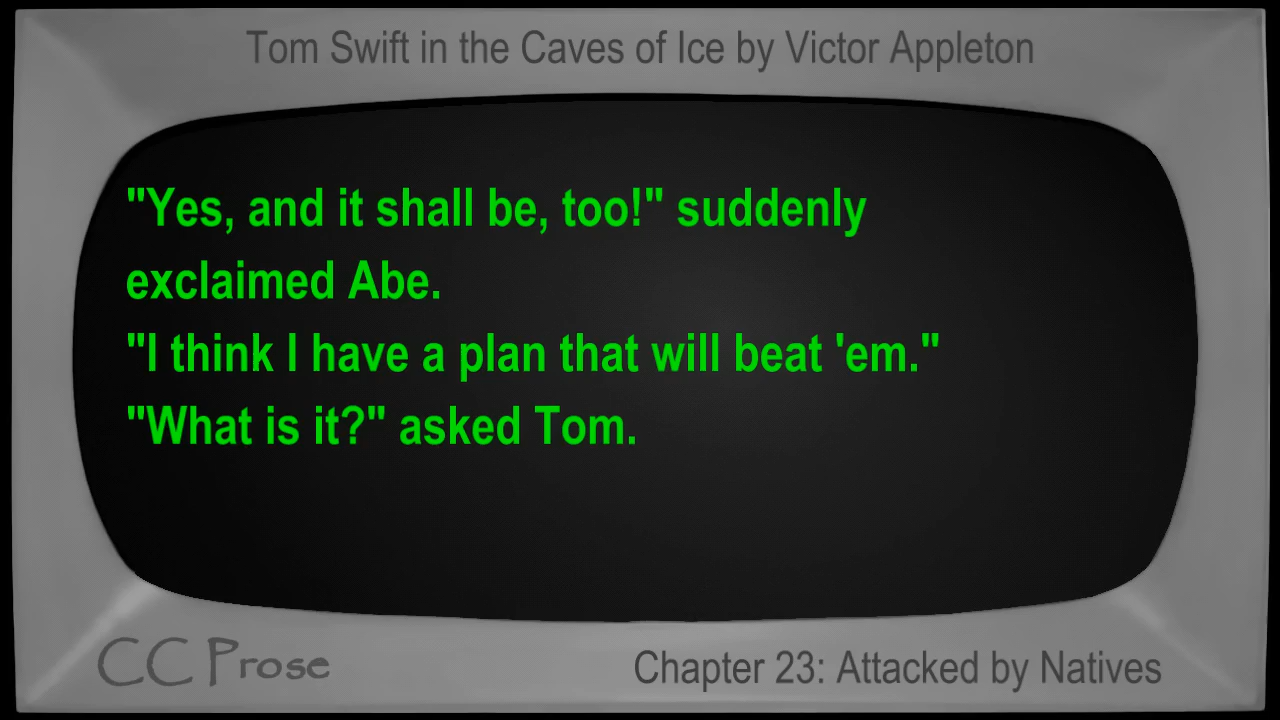 Tom Swift in the Caves of Ice by Victor Appleton
"Yes, and it shall be, too!" suddenly
exclaimed Abe.
"I think I have a plan that will beat 'em."
"What is it?" asked Tom.
CC Prose
Chapter 23: Attacked by Natives